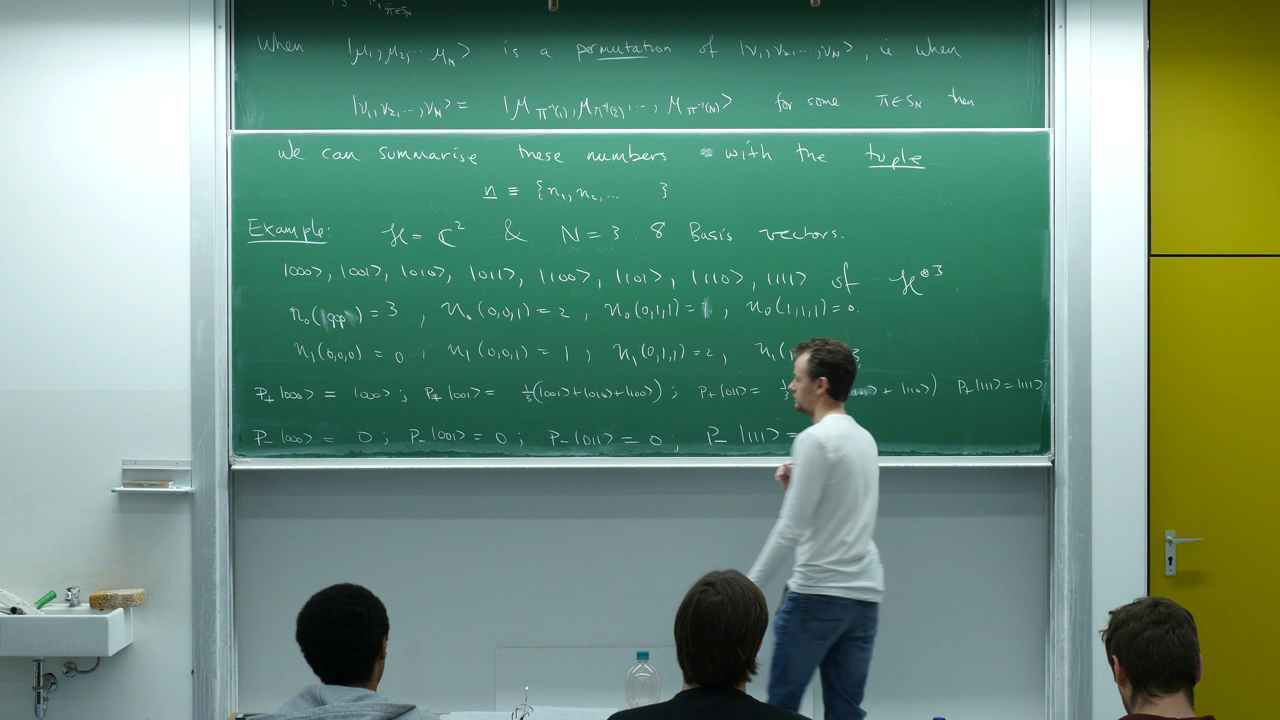 When |μ₁,μ₂,…μ_N⟩ is a permutation of |ν₁,ν₂,…,ν_N⟩, is when
|ν₁,ν₂,…,ν_N⟩ = |μ_{π⁻¹(1)},μ_{π⁻¹(2)},…,μ_{π⁻¹(N)}⟩ for some π∈S_N then
We can summarise these numbers with the tuple
n ≡ {n₁,n₂,… }
Example: ℋ = ℂ² & N = 3 8 Basis vectors.
|000⟩, |001⟩, |010⟩, |011⟩, |100⟩, |101⟩, |110⟩, |111⟩ of ℋ^{⊗3}
n₀( ) = 3 , n₀(0,0,1) = 2 , n₀(0,1,1) = 1 , n₀(1,1,1) = 0.
n₁(0,0,0) = 0 , n₁(0,0,1) = 1 , n₁(0,1,1) = 2 , n₁( 3
P₊|000⟩ = |000⟩ ; P₊|001⟩ = ⅓(|001⟩+|010⟩+|100⟩) ; P₊|011⟩ = + |110⟩) P₊|111⟩ = |111⟩
P₋|000⟩ = 0 ; P₋|001⟩ = 0 ; P₋|011⟩ = 0 ; P₋|111⟩ =